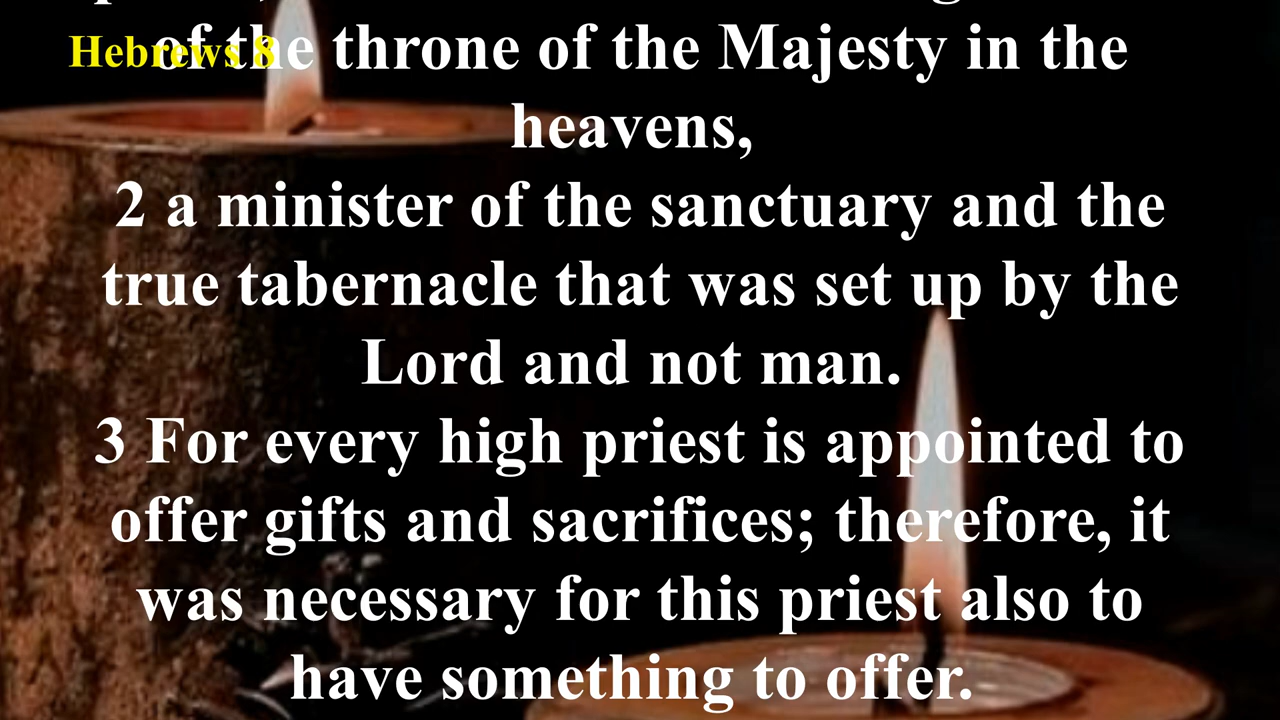 Hebrews 8
of the throne of the Majesty in the
heavens,
2 a minister of the sanctuary and the
true tabernacle that was set up by the
Lord and not man.
3 For every high priest is appointed to
offer gifts and sacrifices; therefore, it
was necessary for this priest also to
have something to offer.